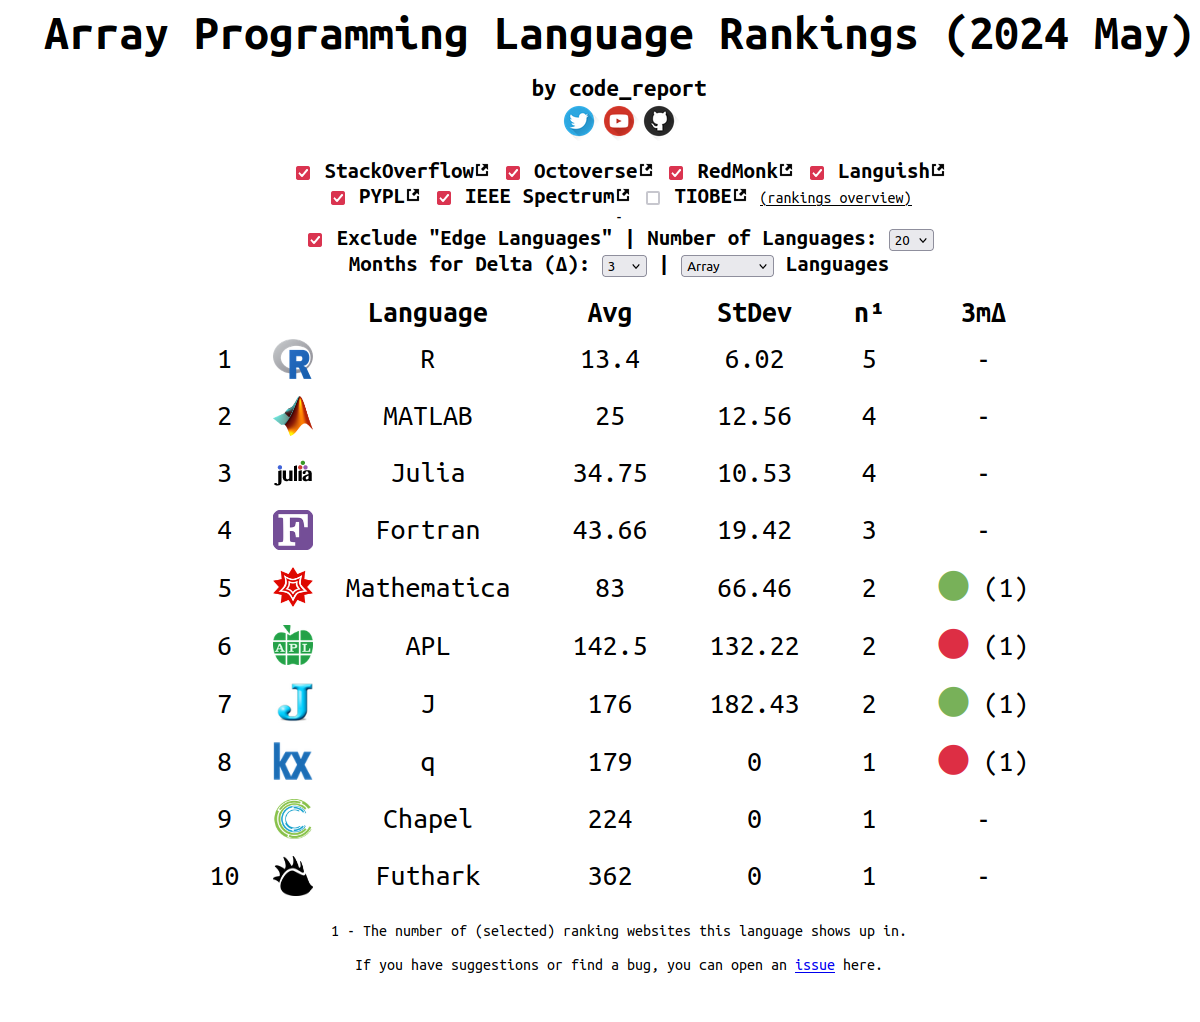 Array Programming Language Rankings (2024 May)
by code_report
StackOverflow Octoverse RedMonk Languish
PYPL IEEE Spectrum TIOBE (rankings overview)
-
Exclude "Edge Languages" | Number of Languages: 20
Months for Delta (Δ): 3 | Array Languages
Language Avg StDev n¹ 3mΔ
1 R R 13.4 6.02 5 -
2 MATLAB 25 12.56 4 -
3 julia Julia 34.75 10.53 4 -
4 F Fortran 43.66 19.42 3 -
5 Mathematica 83 66.46 2 (1)
6 APL APL 142.5 132.22 2 (1)
7 J J 176 182.43 2 (1)
8 kx q 179 0 1 (1)
9 C Chapel 224 0 1 -
10 Futhark 362 0 1 -
1 - The number of (selected) ranking websites this language shows up in.
If you have suggestions or find a bug, you can open an issue here.